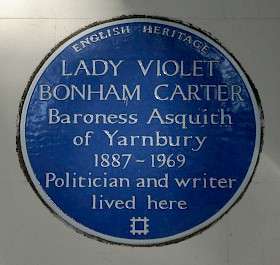 ENGLISH HERITAGE
LADY VIOLET
BONHAM CARTER
Baroness Asquith
of Yarnbury
1887-1969
Politician and writer
lived here